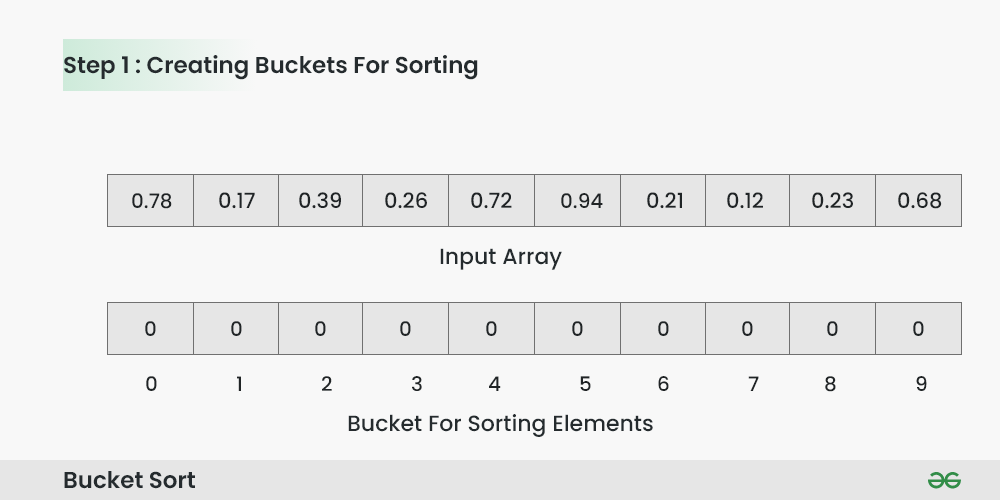 Step 1 : Creating Buckets For Sorting
0.78 0.17 0.39 0.26 0.72 0.94 0.21 0.12 0.23 0.68
Input Array
0 0 0 0 0 0 0 0 0 0
0 1 2 3 4 5 6 7 8 9
Bucket For Sorting Elements
Bucket Sort